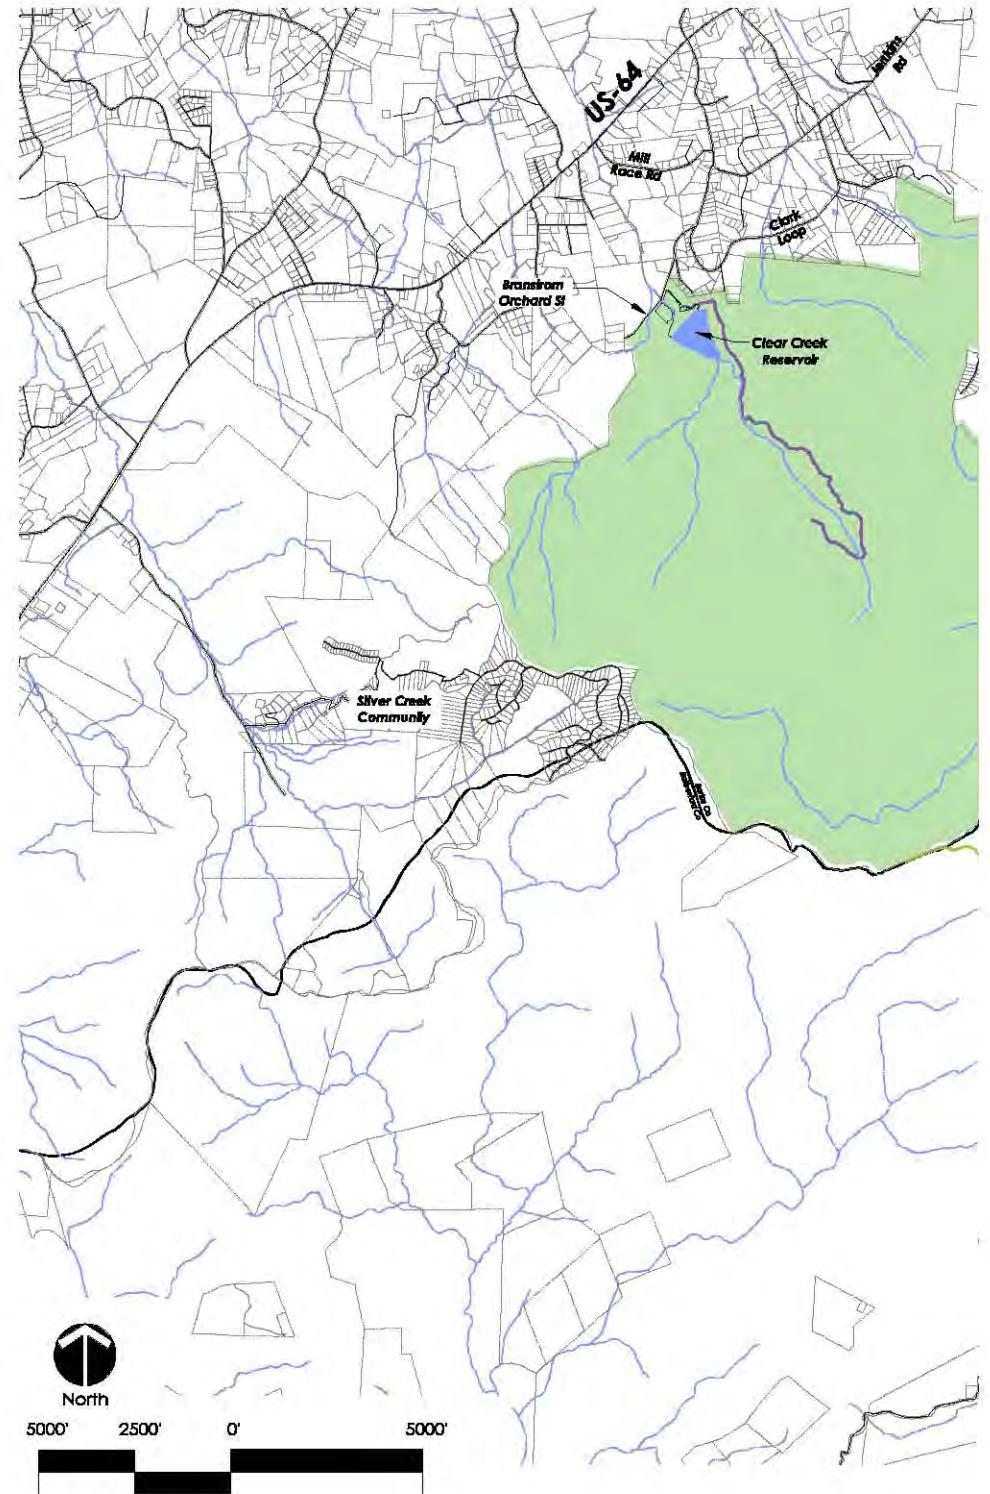 Jenkins
Rd
US-64
Mill
Race Rd
Clark
Loop
Branstrom
Orchard St
Clear Creek
Reservoir
Silver Creek
Community
North
5000' 2500' 0' 5000'